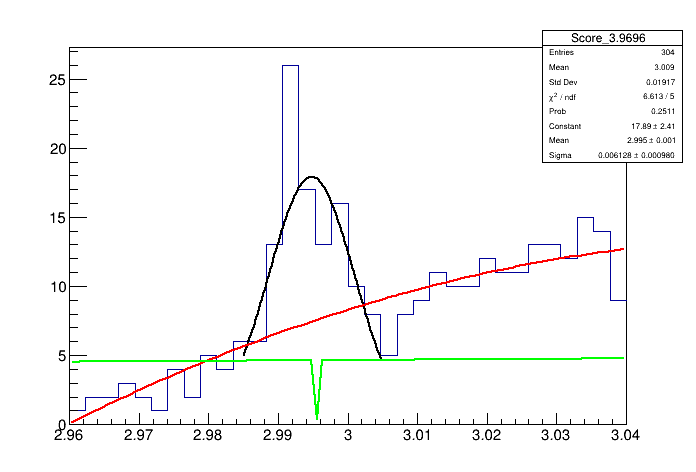 Score_3.9696
Entries 304
Mean 3.009
Std Dev 0.01917
χ² / ndf 6.613 / 5
Prob 0.2511
Constant 17.89 ± 2.41
Mean 2.995 ± 0.001
Sigma 0.006128 ± 0.000980
25
20
15
10
5
0
2.96 2.97 2.98 2.99 3 3.01 3.02 3.03 3.04